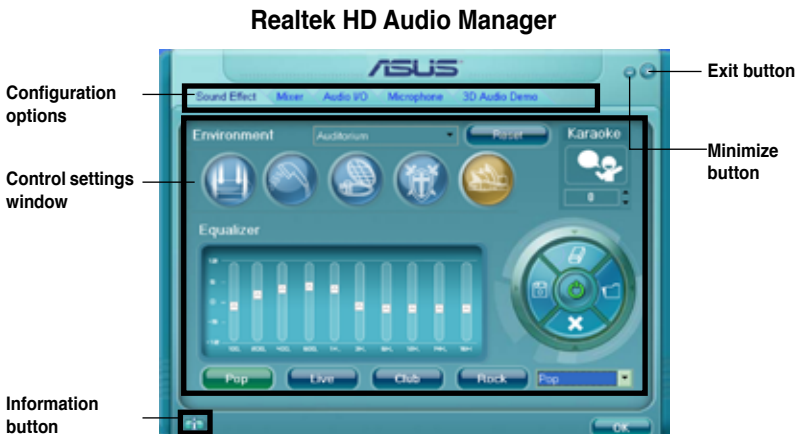 Realtek HD Audio Manager
ASUS
Exit button
Configuration
options
Sound Effect Mixer Audio I/O Microphone 3D Audio Demo
Environment Auditorium Reset Karaoke
Minimize
button
Control settings
window
0
Equalizer
Pop Live Club Rock Pop
Information
button
OK